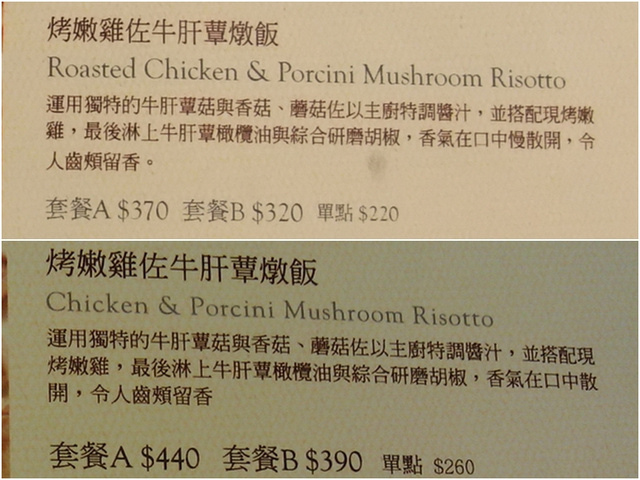 烤嫩雞佐牛肝蕈燉飯
Roasted Chicken & Porcini Mushroom Risotto
運用獨特的牛肝蕈菇與香菇、蘑菇佐以主廚特調醬汁，並搭配現烤嫩
雞，最後淋上牛肝蕈橄欖油與綜合研磨胡椒，香氣在口中慢散開，令
人齒頰留香。
套餐A $370 套餐B $320 單點 $220
烤嫩雞佐牛肝蕈燉飯
Chicken & Porcini Mushroom Risotto
運用獨特的牛肝蕈菇與香菇、蘑菇佐以主廚特調醬汁，並搭配現
烤嫩雞，最後淋上牛肝蕈橄欖油與綜合研磨胡椒，香氣在口中散
開，令人齒頰留香
套餐A $440 套餐B $390 單點 $260